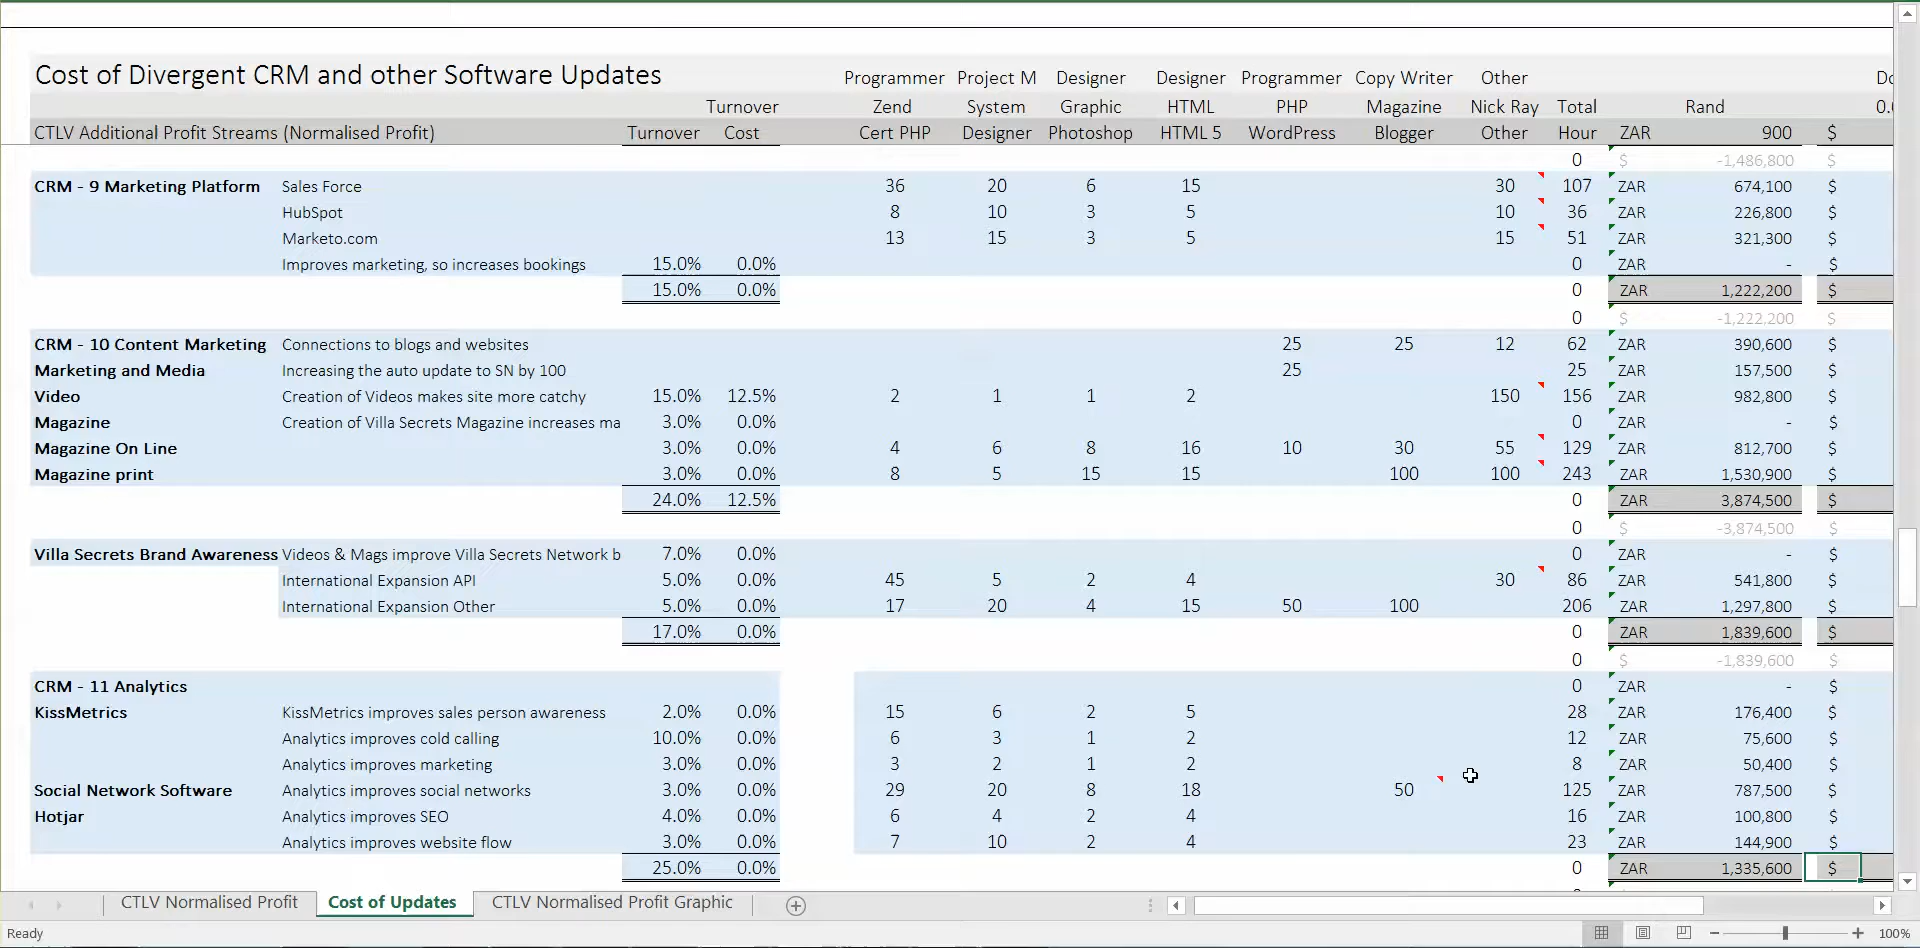 Cost of Divergent CRM and other Software Updates Programmer Project M Designer Designer Programmer Copy Writer Other
Turnover Zend System Graphic HTML PHP Magazine Nick Ray Total Rand
CTLV Additional Profit Streams (Normalised Profit) Turnover Cost Cert PHP Designer Photoshop HTML 5 WordPress Blogger Other Hour ZAR 900 $
0 $ -1,486,800
CRM - 9 Marketing Platform Sales Force 36 20 6 15 30 107 ZAR 674,100 $
HubSpot 8 10 3 5 10 36 ZAR 226,800 $
Marketo.com 13 15 3 5 15 51 ZAR 321,300 $
Improves marketing, so increases bookings 15.0% 0.0% 0 ZAR - $
15.0% 0.0% 0 ZAR 1,222,200 $
0 $ -1,222,200 $
CRM - 10 Content Marketing Connections to blogs and websites 25 25 12 62 ZAR 390,600 $
Marketing and Media Increasing the auto update to SN by 100 25 25 ZAR 157,500 $
Video Creation of Videos makes site more catchy 15.0% 12.5% 2 1 1 2 150 156 ZAR 982,800 $
Magazine Creation of Villa Secrets Magazine increases ma 3.0% 0.0% 0 ZAR - $
Magazine On Line 3.0% 0.0% 4 6 8 16 10 30 55 129 ZAR 812,700 $
Magazine print 3.0% 0.0% 8 5 15 15 100 100 243 ZAR 1,530,900 $
24.0% 12.5% 0 ZAR 3,874,500 $
0 $ -3,874,500 $
Villa Secrets Brand Awareness Videos & Mags improve Villa Secrets Network b 7.0% 0.0% 0 ZAR - $
International Expansion API 5.0% 0.0% 45 5 2 4 30 86 ZAR 541,800 $
International Expansion Other 5.0% 0.0% 17 20 4 15 50 100 206 ZAR 1,297,800 $
17.0% 0.0% 0 ZAR 1,839,600 $
0 $ -1,839,600 $
CRM - 11 Analytics 0 ZAR - $
KissMetrics KissMetrics improves sales person awareness 2.0% 0.0% 15 6 2 5 28 ZAR 176,400 $
Analytics improves cold calling 10.0% 0.0% 6 3 1 2 12 ZAR 75,600 $
Analytics improves marketing 3.0% 0.0% 3 2 1 2 8 ZAR 50,400 $
Social Network Software Analytics improves social networks 3.0% 0.0% 29 20 8 18 50 125 ZAR 787,500 $
Hotjar Analytics improves SEO 4.0% 0.0% 6 4 2 4 16 ZAR 100,800 $
Analytics improves website flow 3.0% 0.0% 7 10 2 4 23 ZAR 144,900 $
25.0% 0.0% 0 ZAR 1,335,600 $
CTLV Normalised Profit Cost of Updates CTLV Normalised Profit Graphic
Ready 100%